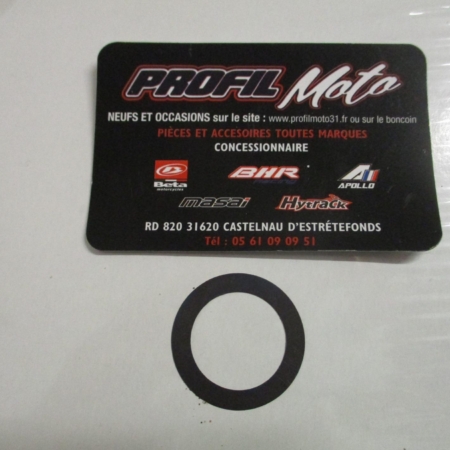 PROFIL Moto
NEUFS ET OCCASIONS sur le site : www.profilmoto31.fr ou sur le boncoin
PIÈCES ET ACCESOIRES TOUTES MARQUES
CONCESSIONNAIRE
Beta BHR APOLLO
masai Hytrack
RD 820 31620 CASTELNAU D'ESTRÉTEFONDS
Tél : 05 61 09 09 51